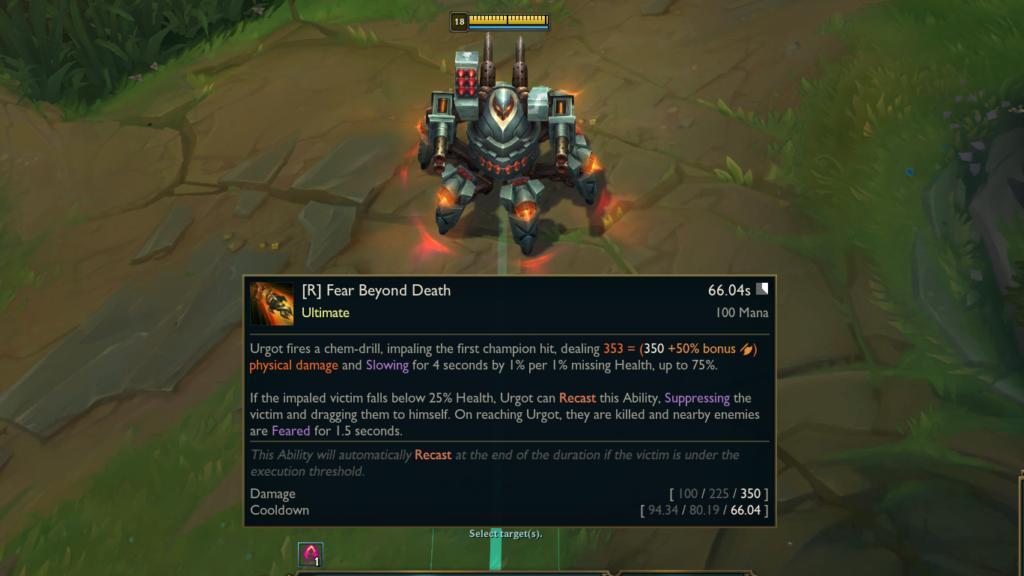 18
[R] Fear Beyond Death 66.04s
Ultimate 100 Mana
Urgot fires a chem-drill, impaling the first champion hit, dealing 353 = (350 +50% bonus )
physical damage and Slowing for 4 seconds by 1% per 1% missing Health, up to 75%.
If the impaled victim falls below 25% Health, Urgot can Recast this Ability, Suppressing the
victim and dragging them to himself. On reaching Urgot, they are killed and nearby enemies
are Feared for 1.5 seconds.
This Ability will automatically Recast at the end of the duration if the victim is under the
execution threshold.
Damage [ 100 / 225 / 350 ]
Cooldown [ 94.34 / 80.19 / 66.04 ]
Select target(s).
1